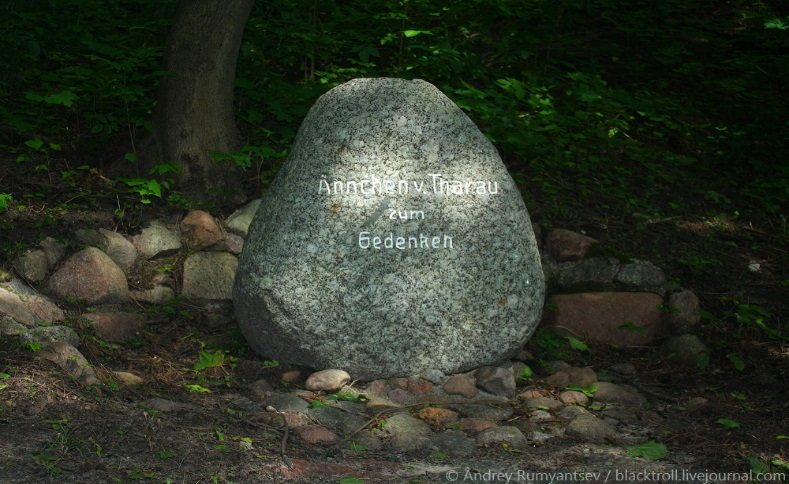 Ännchen v. Tharau
zum
Gedenken
© Andrey Rumyantsev / blacktroll.livejournal.com